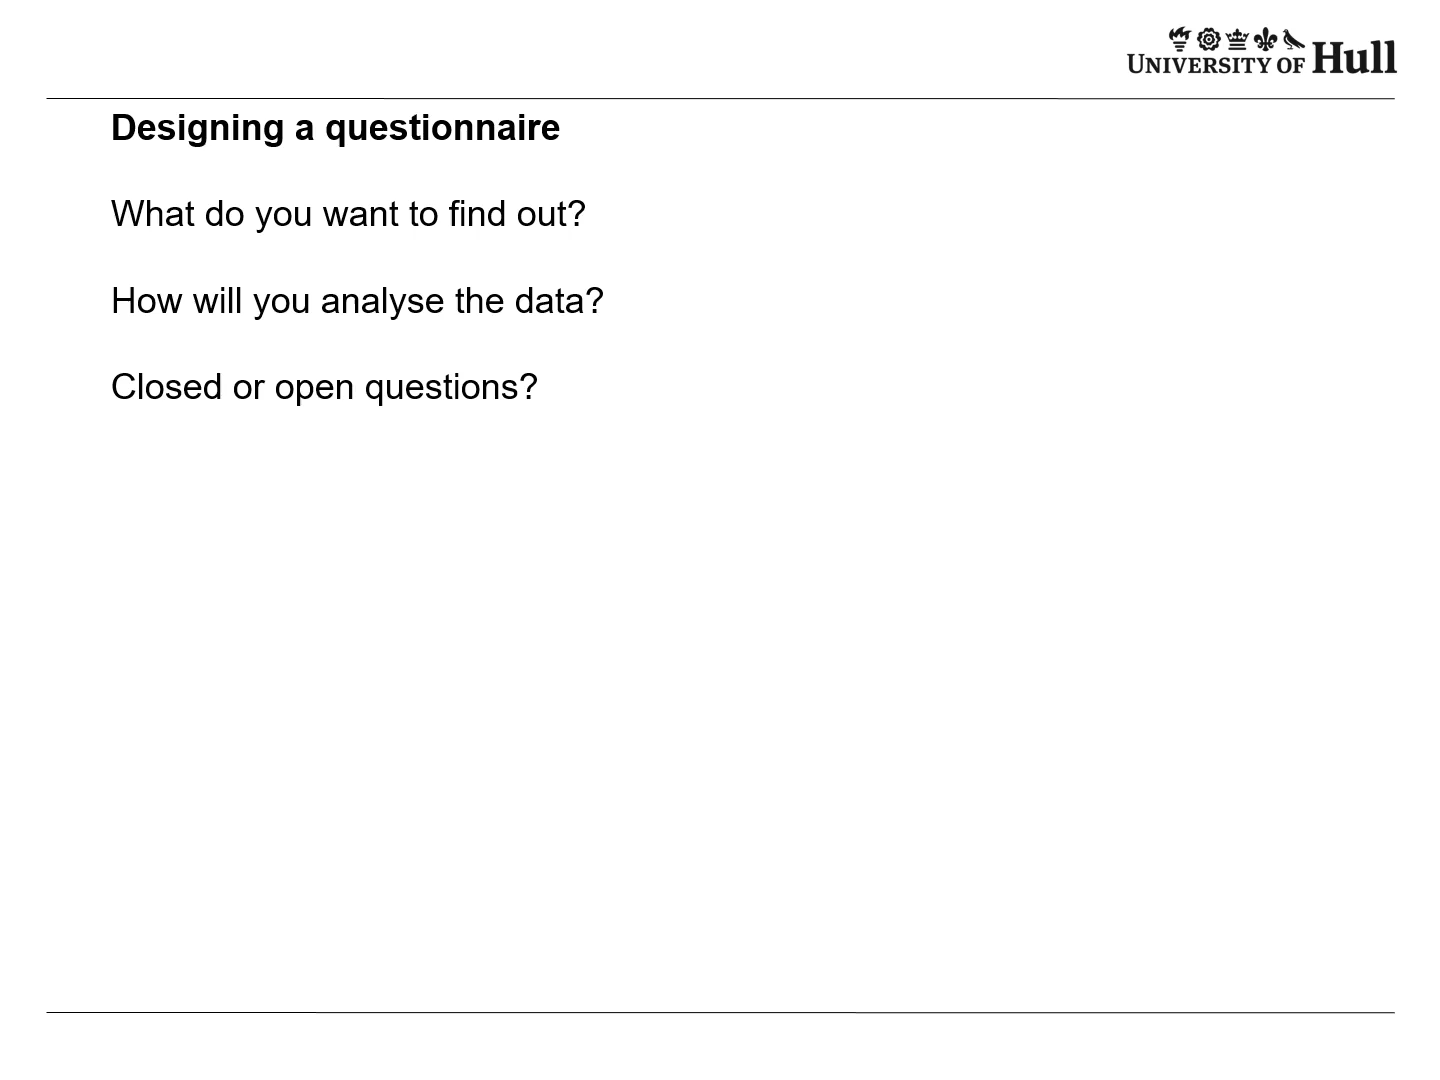 UNIVERSITY OF Hull
Designing a questionnaire
What do you want to find out?
How will you analyse the data?
Closed or open questions?